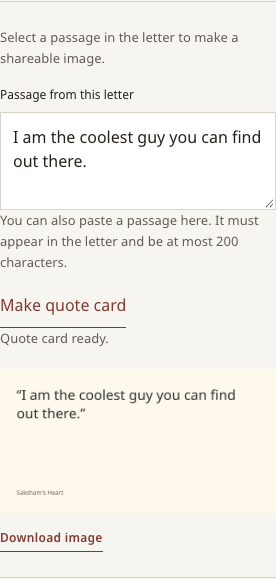 Select a passage in the letter to make a
shareable image.
Passage from this letter
I am the coolest guy you can find
out there.
You can also paste a passage here. It must
appear in the letter and be at most 200
characters.
Make quote card
Quote card ready.
“I am the coolest guy you can find
out there.”
Saksham's Heart
Download image